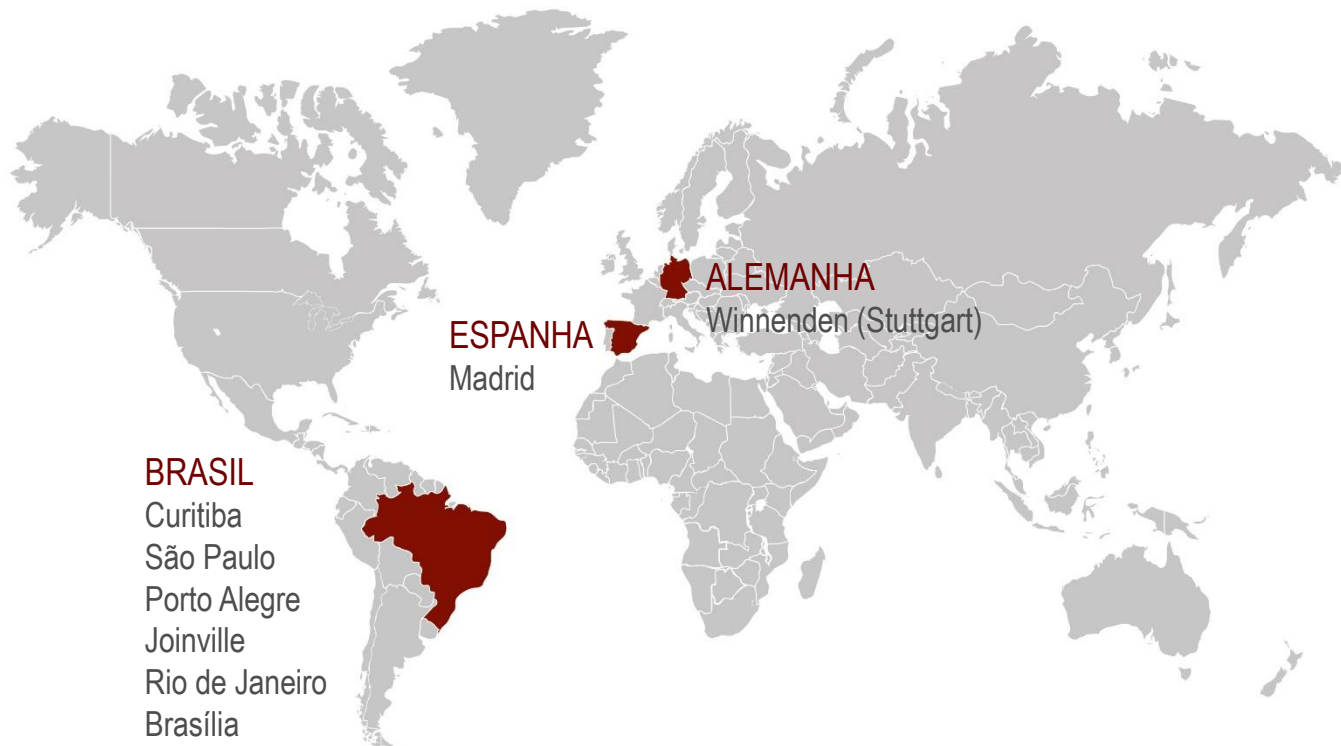 ALEMANHA
Winnenden (Stuttgart)
ESPANHA
Madrid
BRASIL
Curitiba
São Paulo
Porto Alegre
Joinville
Rio de Janeiro
Brasília